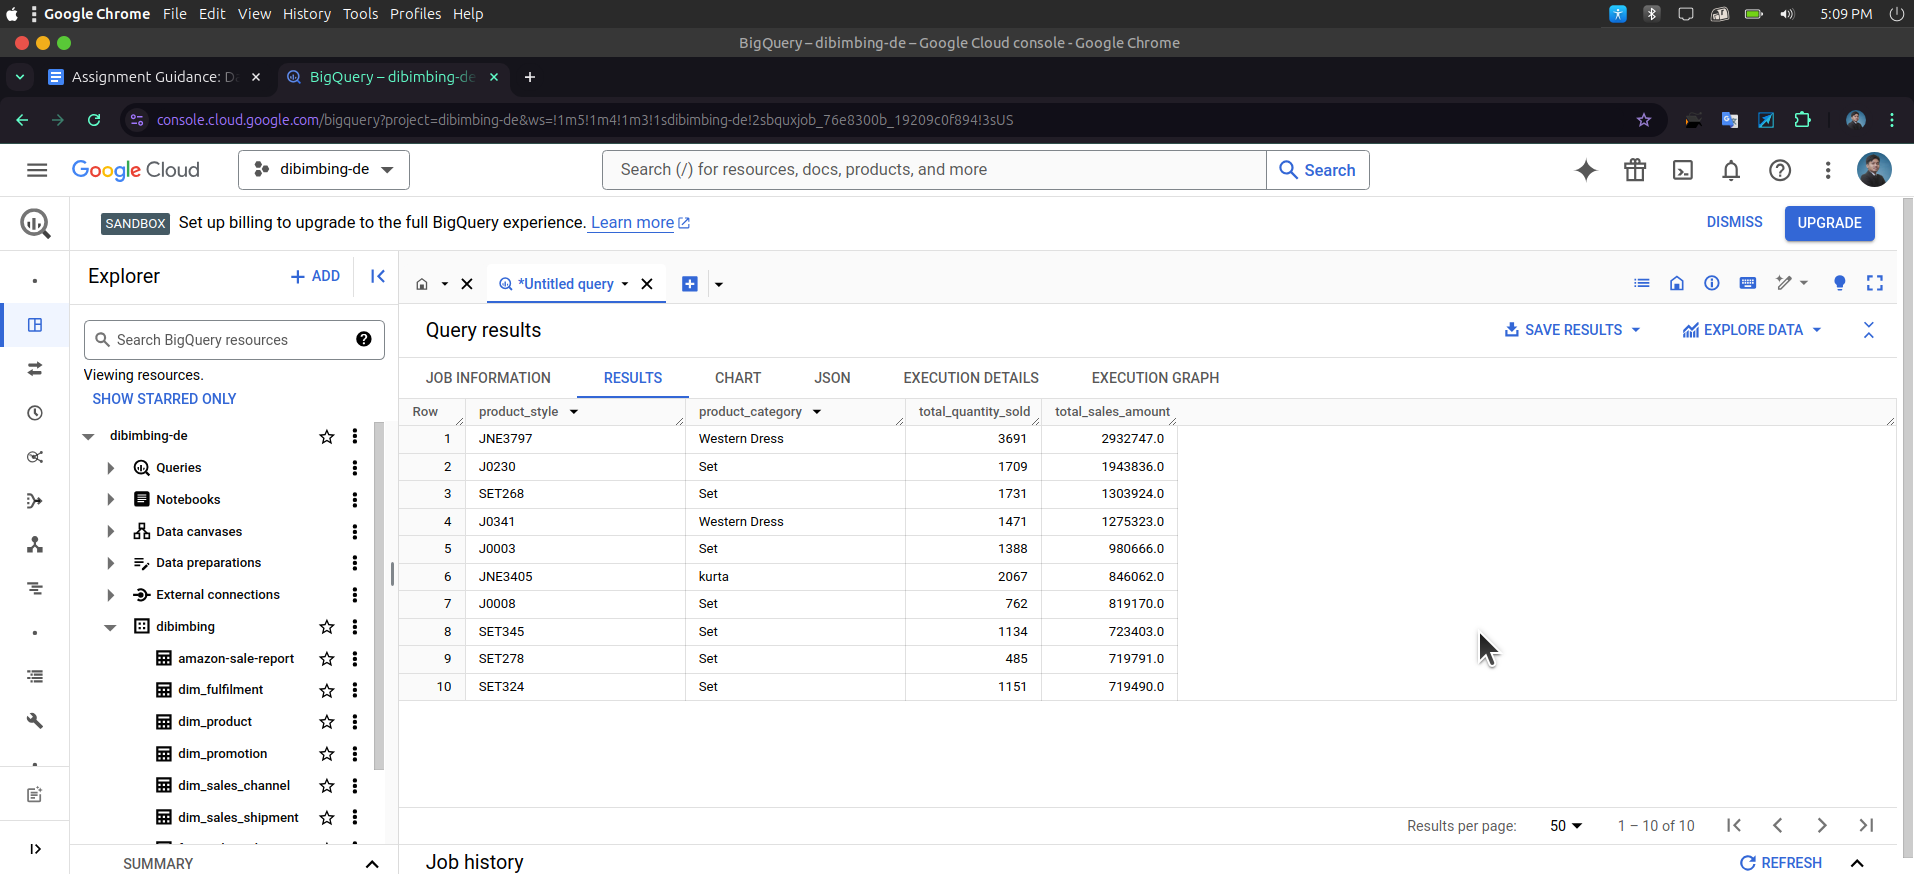 Google Chrome File Edit View History Tools Profiles Help 5:09 PM
BigQuery – dibimbing-de – Google Cloud console - Google Chrome
Assignment Guidance: D
BigQuery – dibimbing-de
console.cloud.google.com/bigquery?project=dibimbing-de&ws=!1m5!1m4!1m3!1sdibimbing-de!2sbquxjob_76e8300b_19209c0f894!3sUS
Google Cloud dibimbing-de Search (/) for resources, docs, products, and more Search
SANDBOX Set up billing to upgrade to the full BigQuery experience. Learn more DISMISS UPGRADE
Explorer + ADD
Search BigQuery resources
Viewing resources.
SHOW STARRED ONLY
dibimbing-de
Queries
Notebooks
Data canvases
Data preparations
External connections
dibimbing
amazon-sale-report
dim_fulfilment
dim_product
dim_promotion
dim_sales_channel
dim_sales_shipment
SUMMARY
*Untitled query
Query results SAVE RESULTS EXPLORE DATA
JOB INFORMATION RESULTS CHART JSON EXECUTION DETAILS EXECUTION GRAPH
Row product_style product_category total_quantity_sold total_sales_amount
1 JNE3797 Western Dress 3691 2932747.0
2 J0230 Set 1709 1943836.0
3 SET268 Set 1731 1303924.0
4 J0341 Western Dress 1471 1275323.0
5 J0003 Set 1388 980666.0
6 JNE3405 kurta 2067 846062.0
7 J0008 Set 762 819170.0
8 SET345 Set 1134 723403.0
9 SET278 Set 485 719791.0
10 SET324 Set 1151 719490.0
Results per page: 50 1 – 10 of 10
Job history REFRESH